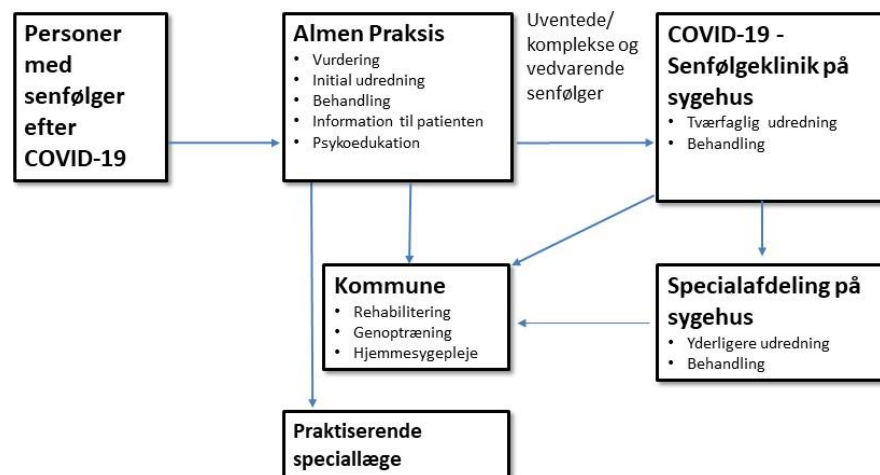 Personer
med
senfølger
efter
COVID-19
Almen Praksis
• Vurdering
• Initial udredning
• Behandling
• Information til patienten
• Psykoedukation
Uventede/
komplekse og
vedvarende
senfølger
COVID-19 -
Senfølgeklinik på
sygehus
• Tværfaglig udredning
• Behandling
Kommune
• Rehabilitering
• Genoptræning
• Hjemmesygepleje
Specialafdeling på
sygehus
• Yderligere udredning
• Behandling
Praktiserende
speciallæge